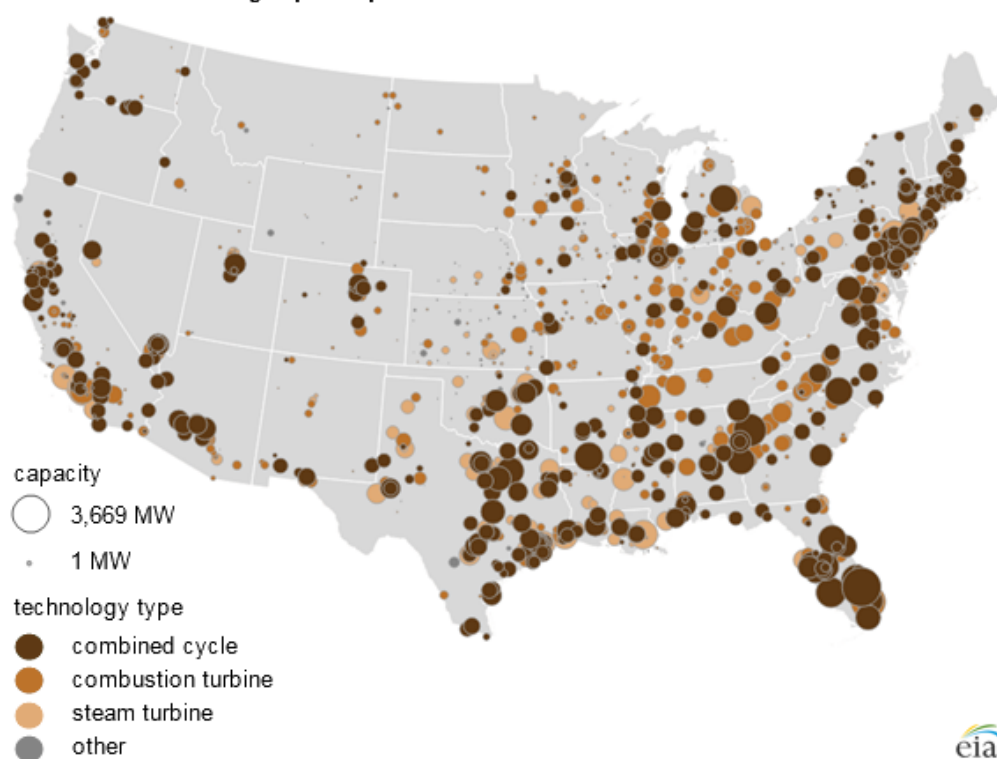 capacity
3,669 MW
1 MW
technology type
combined cycle
combustion turbine
steam turbine
other
eia